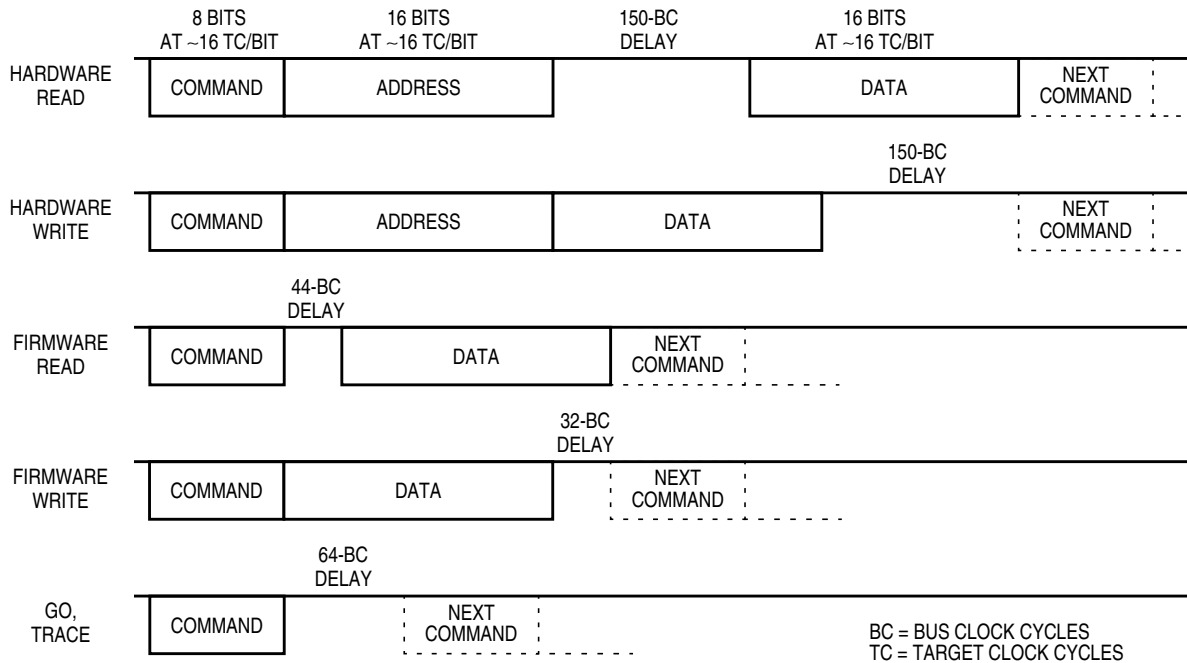 8 BITS
AT ~16 TC/BIT
16 BITS
AT ~16 TC/BIT
150-BC
DELAY
16 BITS
AT ~16 TC/BIT
HARDWARE
READ
COMMAND
ADDRESS
DATA
NEXT
COMMAND
150-BC
DELAY
HARDWARE
WRITE
COMMAND
ADDRESS
DATA
NEXT
COMMAND
44-BC
DELAY
FIRMWARE
READ
COMMAND
DATA
NEXT
COMMAND
32-BC
DELAY
FIRMWARE
WRITE
COMMAND
DATA
NEXT
COMMAND
64-BC
DELAY
GO,
TRACE
COMMAND
NEXT
COMMAND
BC = BUS CLOCK CYCLES
TC = TARGET CLOCK CYCLES